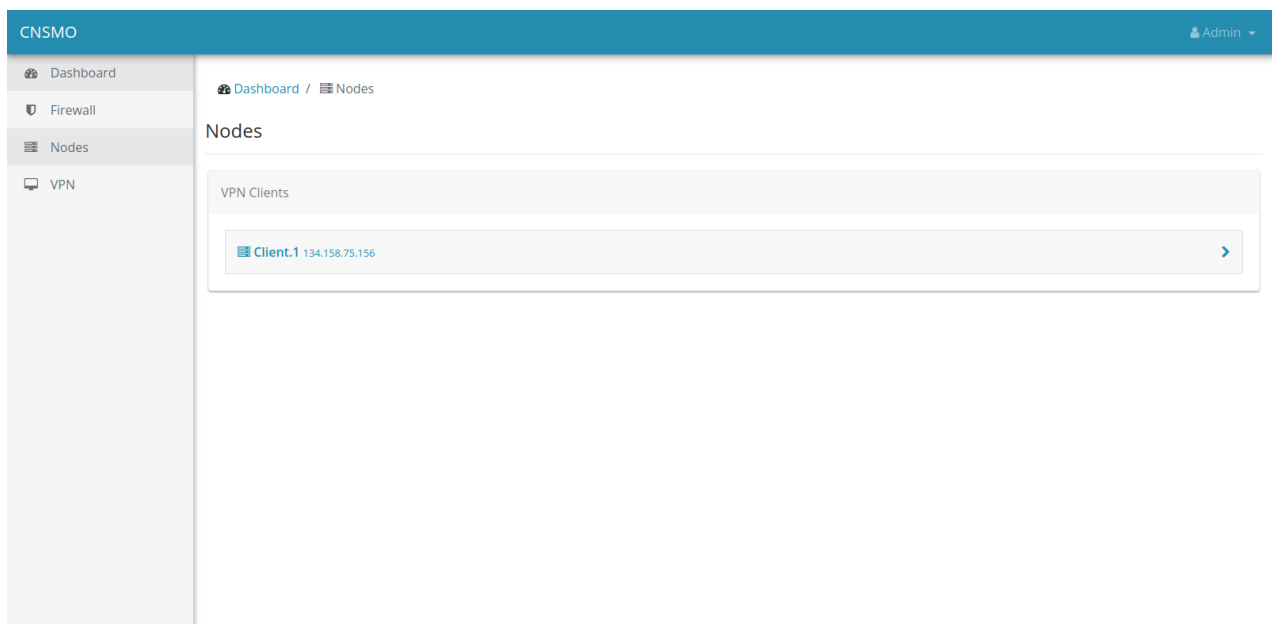 CNSMO
Admin
Dashboard
Firewall
Nodes
VPN
Dashboard / Nodes
Nodes
VPN Clients
Client.1 134.158.75.156